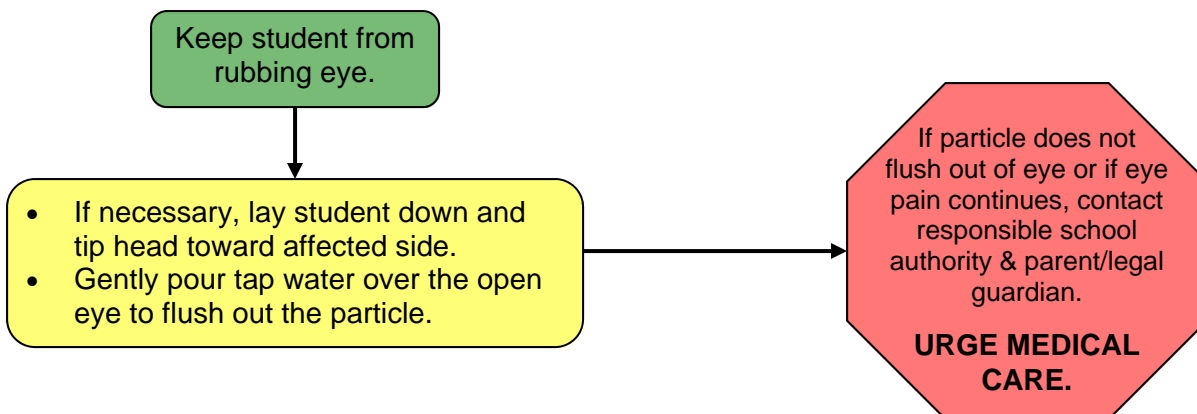 Keep student from
rubbing eye.
• If necessary, lay student down and
tip head toward affected side.
• Gently pour tap water over the open
eye to flush out the particle.
If particle does not
flush out of eye or if eye
pain continues, contact
responsible school
authority & parent/legal
guardian.
URGE MEDICAL
CARE.